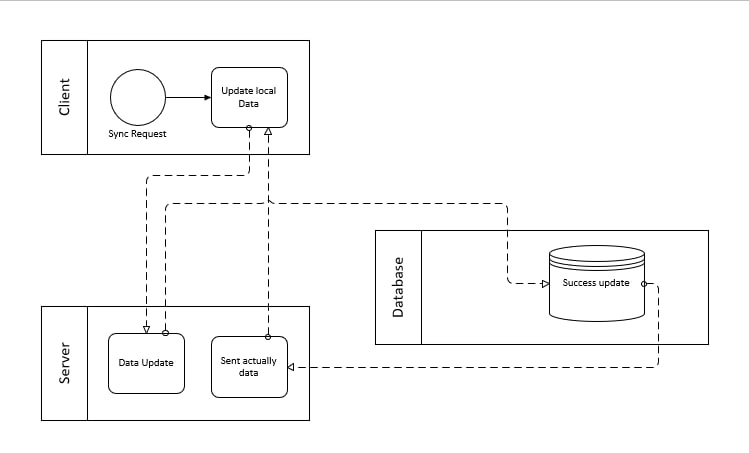 Client
Update local
Data
Sync Request
Database
Success update
Server
Data Update
Sent actually
data